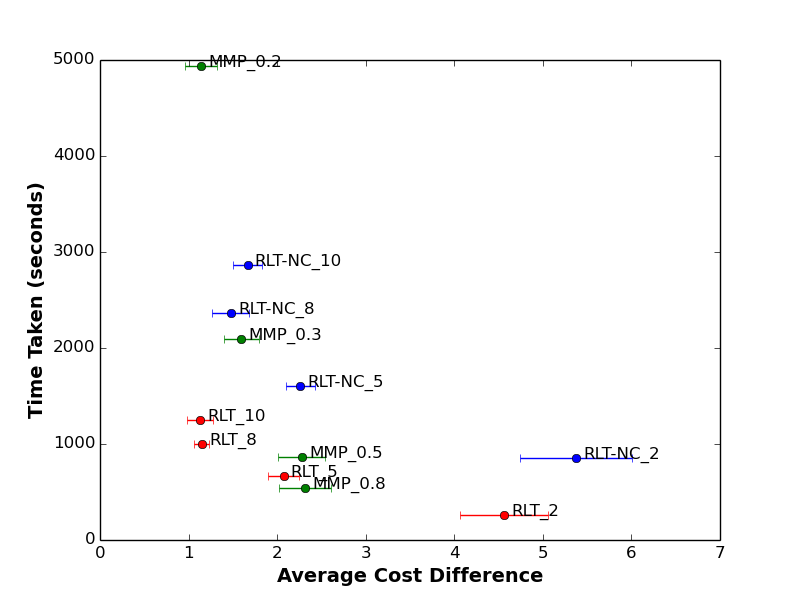 5000
MMP_0.2
4000
3000
RLT-NC_10
RLT-NC_8
MMP_0.3
2000
RLT-NC_5
RLT_10
RLT_8
1000
MMP_0.5
RLT-NC_2
RLT_5
MMP_0.8
RLT_2
0
0 1 2 3 4 5 6 7
Average Cost Difference
Time Taken (seconds)